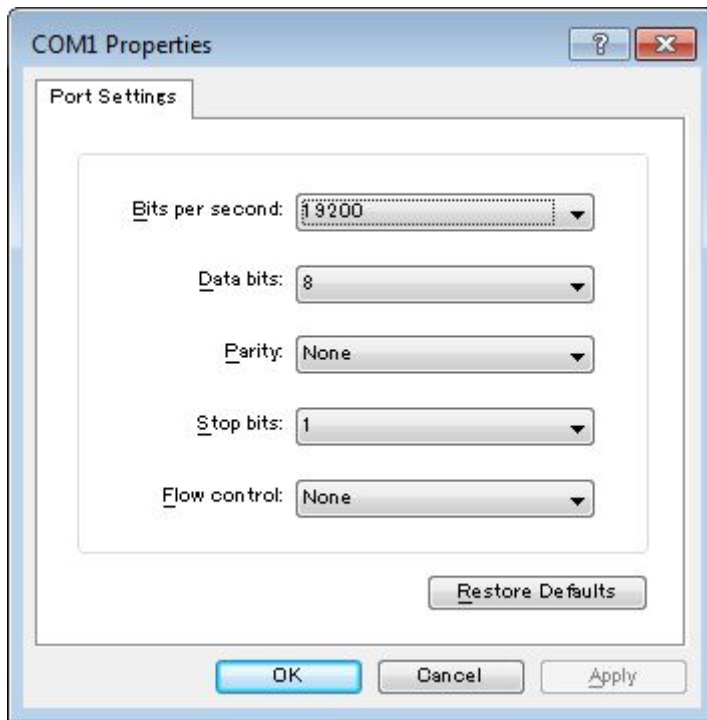 COM1 Properties
Port Settings
Bits per second: 19200
Data bits: 8
Parity: None
Stop bits: 1
Flow control: None
Restore Defaults
OK Cancel Apply